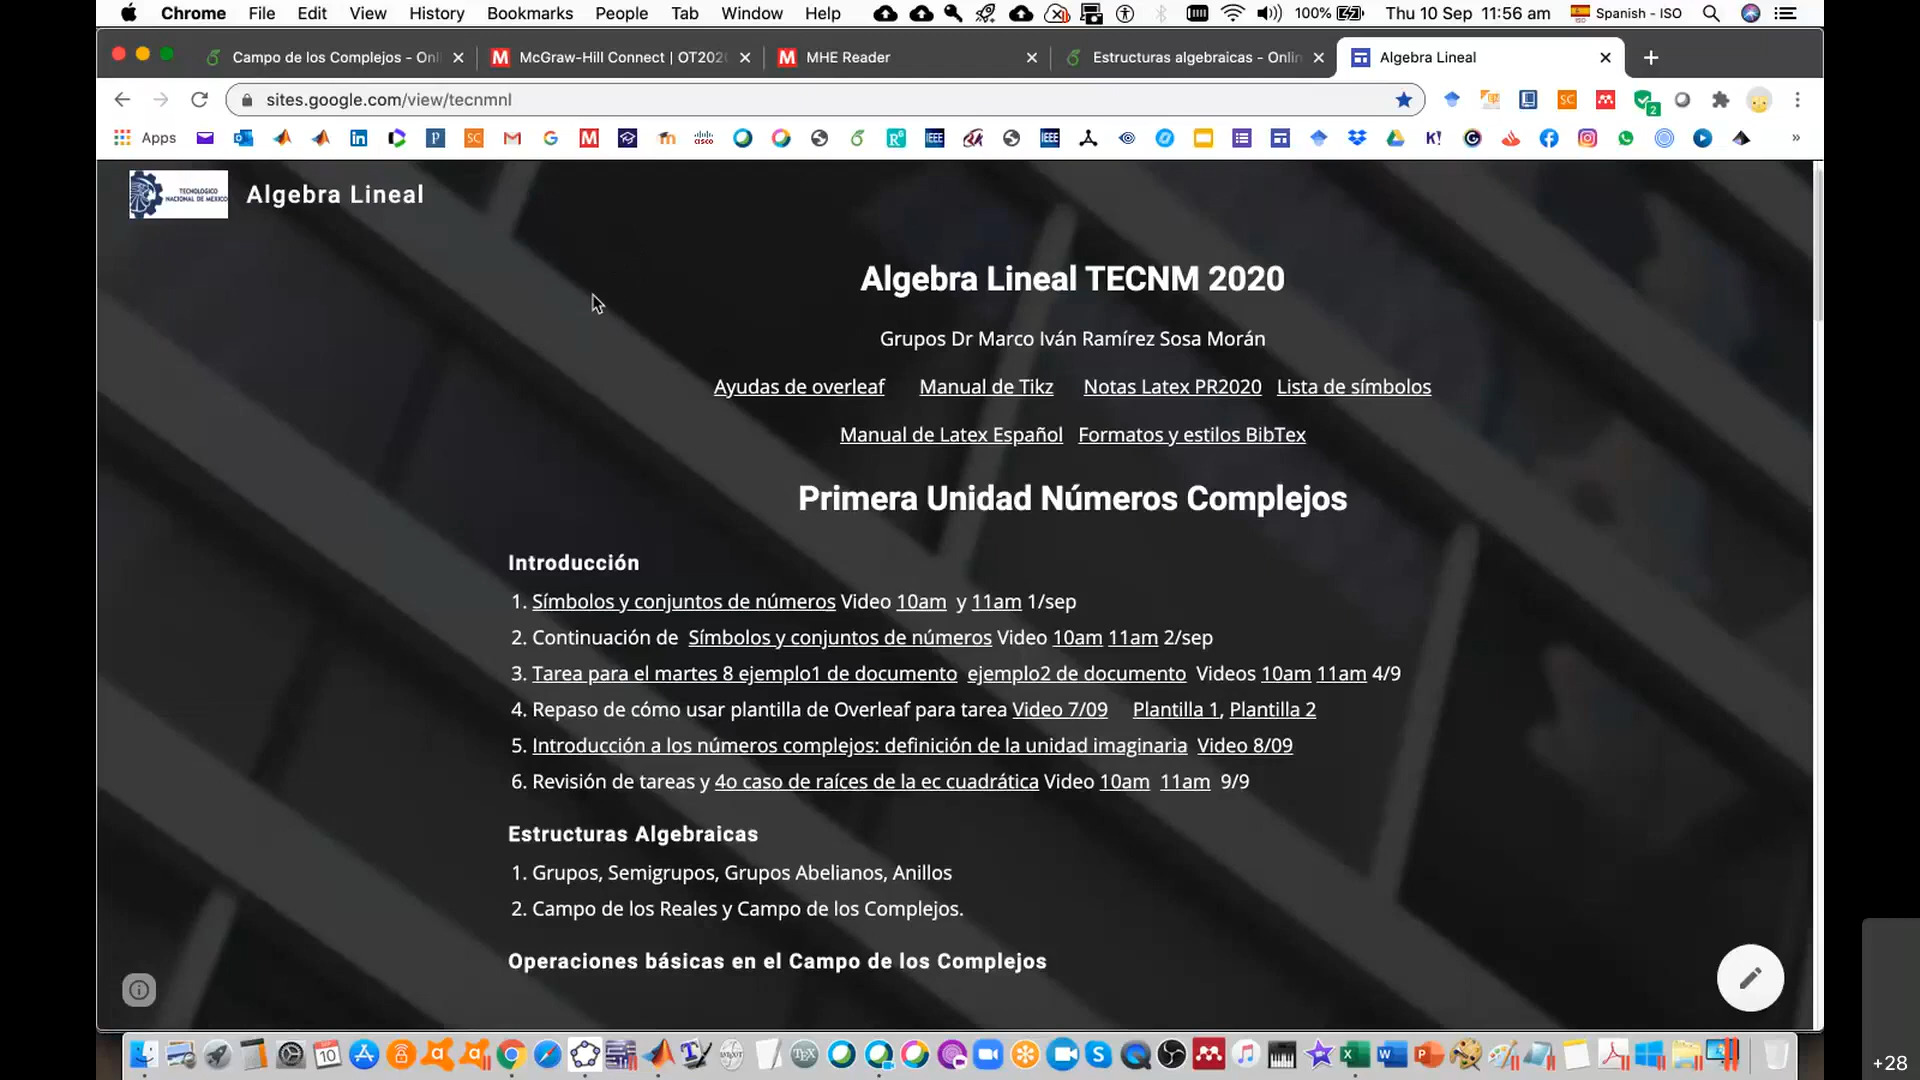 Chrome File Edit View History Bookmarks People Tab Window Help 100% Thu 10 Sep 11:56 am Spanish - ISO
Campo de los Complejos - Onli McGraw-Hill Connect | OT202 MHE Reader Estructuras algebraicas - Onlin Algebra Lineal
sites.google.com/view/tecnmnl
Apps
TECNOLOGICO
NACIONAL DE MEXICO
Algebra Lineal
Algebra Lineal TECNM 2020
Grupos Dr Marco Iván Ramírez Sosa Morán
Ayudas de overleaf Manual de Tikz Notas Latex PR2020 Lista de símbolos
Manual de Latex Español Formatos y estilos BibTex
Primera Unidad Números Complejos
Introducción
1. Símbolos y conjuntos de números Video 10am y 11am 1/sep
2. Continuación de Símbolos y conjuntos de números Video 10am 11am 2/sep
3. Tarea para el martes 8 ejemplo1 de documento ejemplo2 de documento Videos 10am 11am 4/9
4. Repaso de cómo usar plantilla de Overleaf para tarea Video 7/09 Plantilla 1, Plantilla 2
5. Introducción a los números complejos: definición de la unidad imaginaria Video 8/09
6. Revisión de tareas y 4o caso de raíces de la ec cuadrática Video 10am 11am 9/9
Estructuras Algebraicas
1. Grupos, Semigrupos, Grupos Abelianos, Anillos
2. Campo de los Reales y Campo de los Complejos.
Operaciones básicas en el Campo de los Complejos
+28